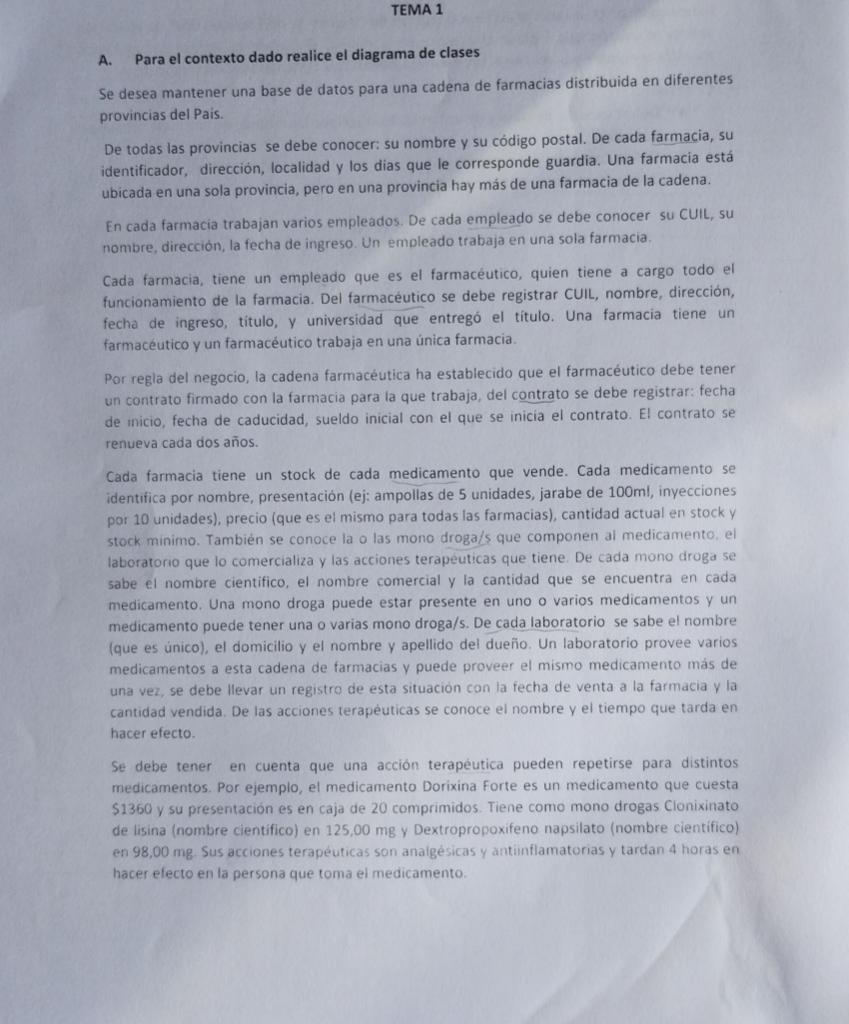 TEMA 1
A. Para el contexto dado realice el diagrama de clases
Se desea mantener una base de datos para una cadena de farmacias distribuida en diferentes
provincias del Pais.
De todas las provincias se debe conocer: su nombre y su código postal. De cada farmacia, su
identificador, dirección, localidad y los días que le corresponde guardia. Una farmacia está
ubicada en una sola provincia, pero en una provincia hay más de una farmacia de la cadena.
En cada farmacia trabajan varios empleados. De cada empleado se debe conocer su CUIL, su
nombre, dirección, la fecha de ingreso. Un empleado trabaja en una sola farmacia.
Cada farmacia, tiene un empleado que es el farmacéutico, quien tiene a cargo todo el
funcionamiento de la farmacia. Del farmacéutico se debe registrar CUIL, nombre, dirección,
fecha de ingreso, título, y universidad que entregó el título. Una farmacia tiene un
farmacéutico y un farmacéutico trabaja en una única farmacia.
Por regla del negocio, la cadena farmacéutica ha establecido que el farmacéutico debe tener
un contrato firmado con la farmacia para la que trabaja, del contrato se debe registrar: fecha
de inicio, fecha de caducidad, sueldo inicial con el que se inicia el contrato. El contrato se
renueva cada dos años.
Cada farmacia tiene un stock de cada medicamento que vende. Cada medicamento se
identifica por nombre, presentación (ej: ampollas de 5 unidades, jarabe de 100ml, inyecciones
por 10 unidades), precio (que es el mismo para todas las farmacias), cantidad actual en stock y
stock mínimo. También se conoce la o las mono droga/s que componen al medicamento, el
laboratorio que lo comercializa y las acciones terapéuticas que tiene. De cada mono droga se
sabe el nombre científico, el nombre comercial y la cantidad que se encuentra en cada
medicamento. Una mono droga puede estar presente en uno o varios medicamentos y un
medicamento puede tener una o varias mono droga/s. De cada laboratorio se sabe el nombre
(que es único), el domicilio y el nombre y apellido del dueño. Un laboratorio provee varios
medicamentos a esta cadena de farmacias y puede proveer el mismo medicamento más de
una vez, se debe llevar un registro de esta situación con la fecha de venta a la farmacia y la
cantidad vendida. De las acciones terapéuticas se conoce el nombre y el tiempo que tarda en
hacer efecto.
Se debe tener en cuenta que una acción terapéutica pueden repetirse para distintos
medicamentos. Por ejemplo, el medicamento Dorixina Forte es un medicamento que cuesta
$1360 y su presentación es en caja de 20 comprimidos. Tiene como mono drogas Clonixinato
de lisina (nombre científico) en 125,00 mg y Dextropropoxifeno napsilato (nombre científico)
en 98,00 mg. Sus acciones terapéuticas son analgésicas y antiinflamatorias y tardan 4 horas en
hacer efecto en la persona que toma el medicamento.